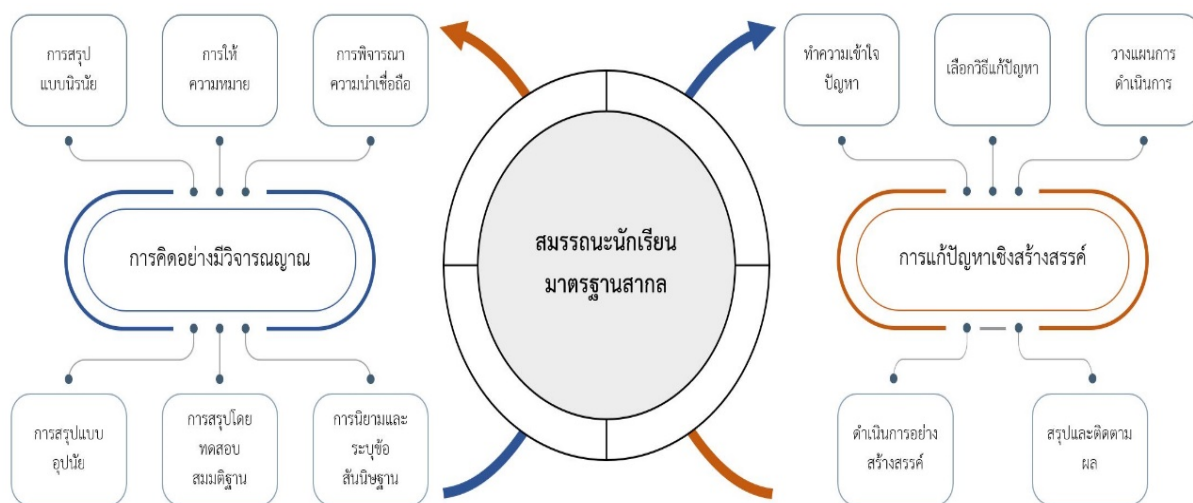 การสรุป
แบบนิรนัย
การให้
ความหมาย
การพิจารณา
ความน่าเชื่อถือ
การคิดอย่างมีวิจารณญาณ
การสรุปแบบ
อุปนัย
การสรุปโดย
ทดสอบ
สมมติฐาน
การนิยามและ
ระบุข้อ
สันนิษฐาน
สมรรถนะนักเรียน
มาตรฐานสากล
ทำความเข้าใจ
ปัญหา
เลือกวิธีแก้ปัญหา
วางแผนการ
ดำเนินการ
การแก้ปัญหาเชิงสร้างสรรค์
ดำเนินการอย่าง
สร้างสรรค์
สรุปและติดตาม
ผล